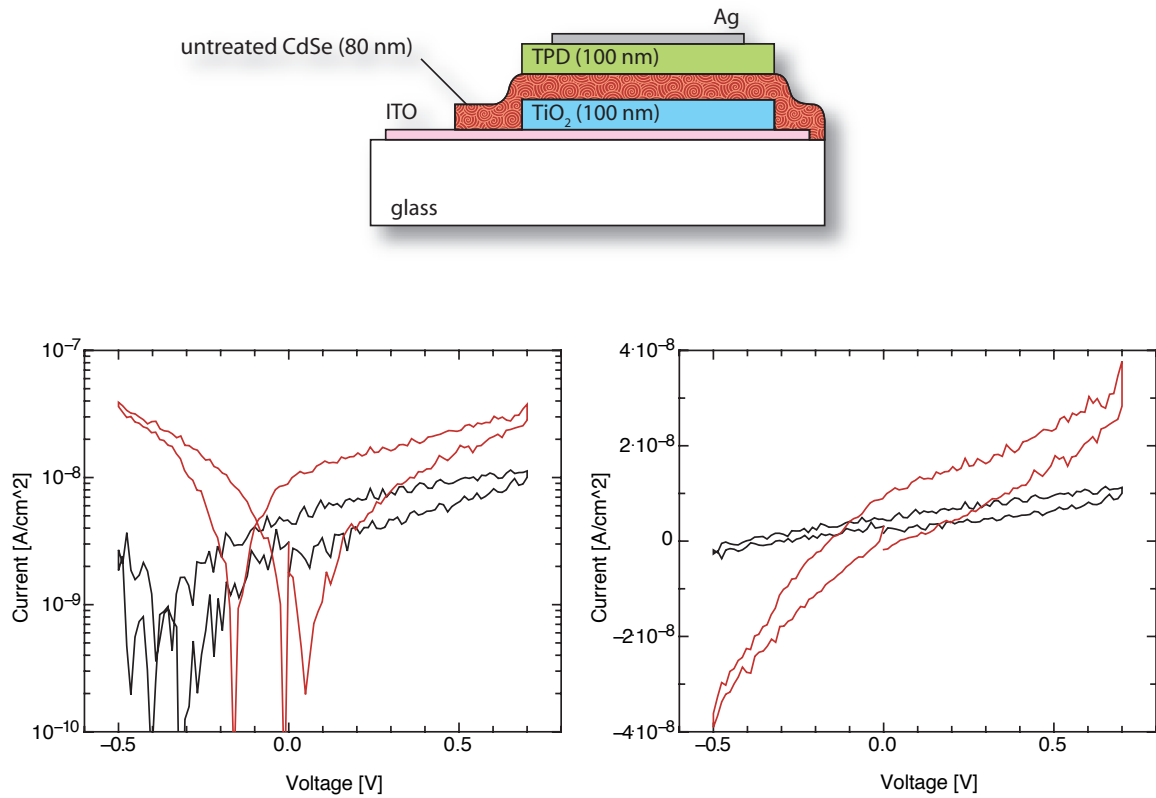 Ag
untreated CdSe (80 nm)
TPD (100 nm)
ITO
TiO₂ (100 nm)
glass
10⁻⁷
10⁻⁸
10⁻⁹
10⁻¹⁰
Current [A/cm^2]
−0.5
0.0
0.5
Voltage [V]
4·10⁻⁸
2·10⁻⁸
0
−2·10⁻⁸
−4·10⁻⁸
Current [A/cm^2]
−0.5
0.0
0.5
Voltage [V]